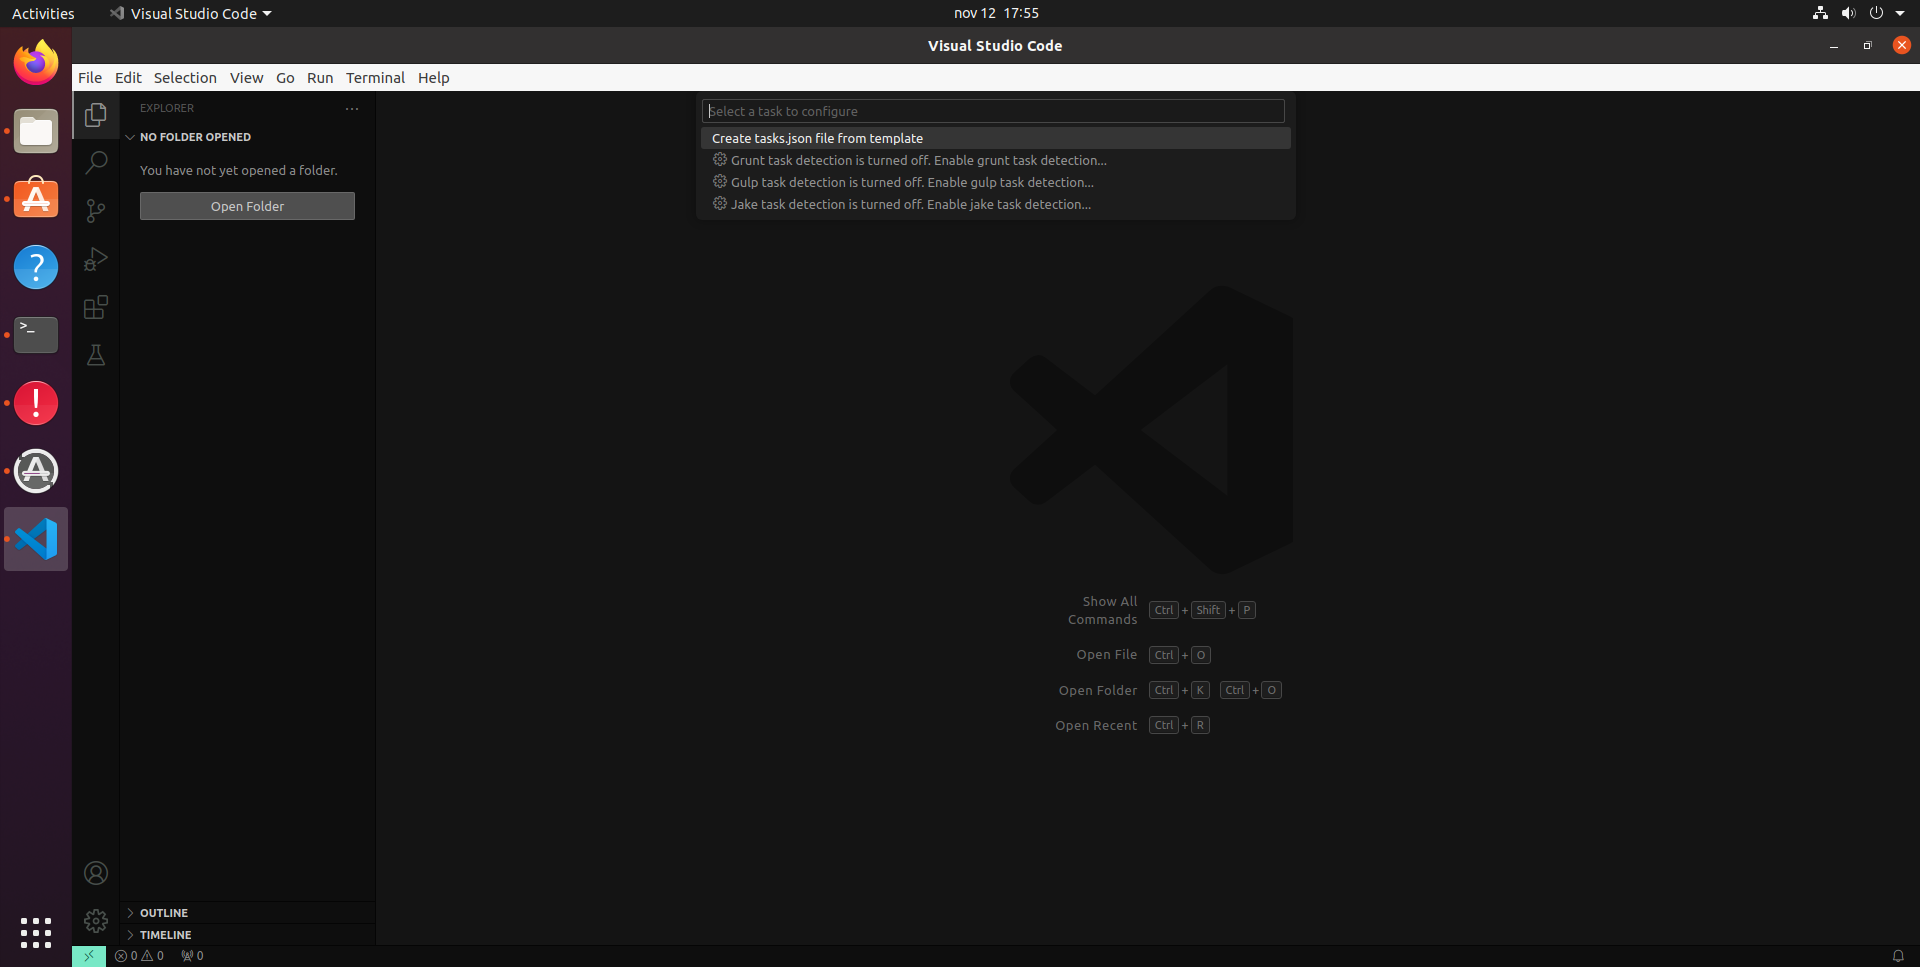 Activities
Visual Studio Code
nov 12 17:55
Visual Studio Code
File Edit Selection View Go Run Terminal Help
EXPLORER
NO FOLDER OPENED
You have not yet opened a folder.
Open Folder
Select a task to configure
Create tasks.json file from template
Grunt task detection is turned off. Enable grunt task detection...
Gulp task detection is turned off. Enable gulp task detection...
Jake task detection is turned off. Enable jake task detection...
Show All
Commands
Ctrl + Shift + P
Open File Ctrl + O
Open Folder Ctrl + K Ctrl + O
Open Recent Ctrl + R
OUTLINE
TIMELINE
0 0 0